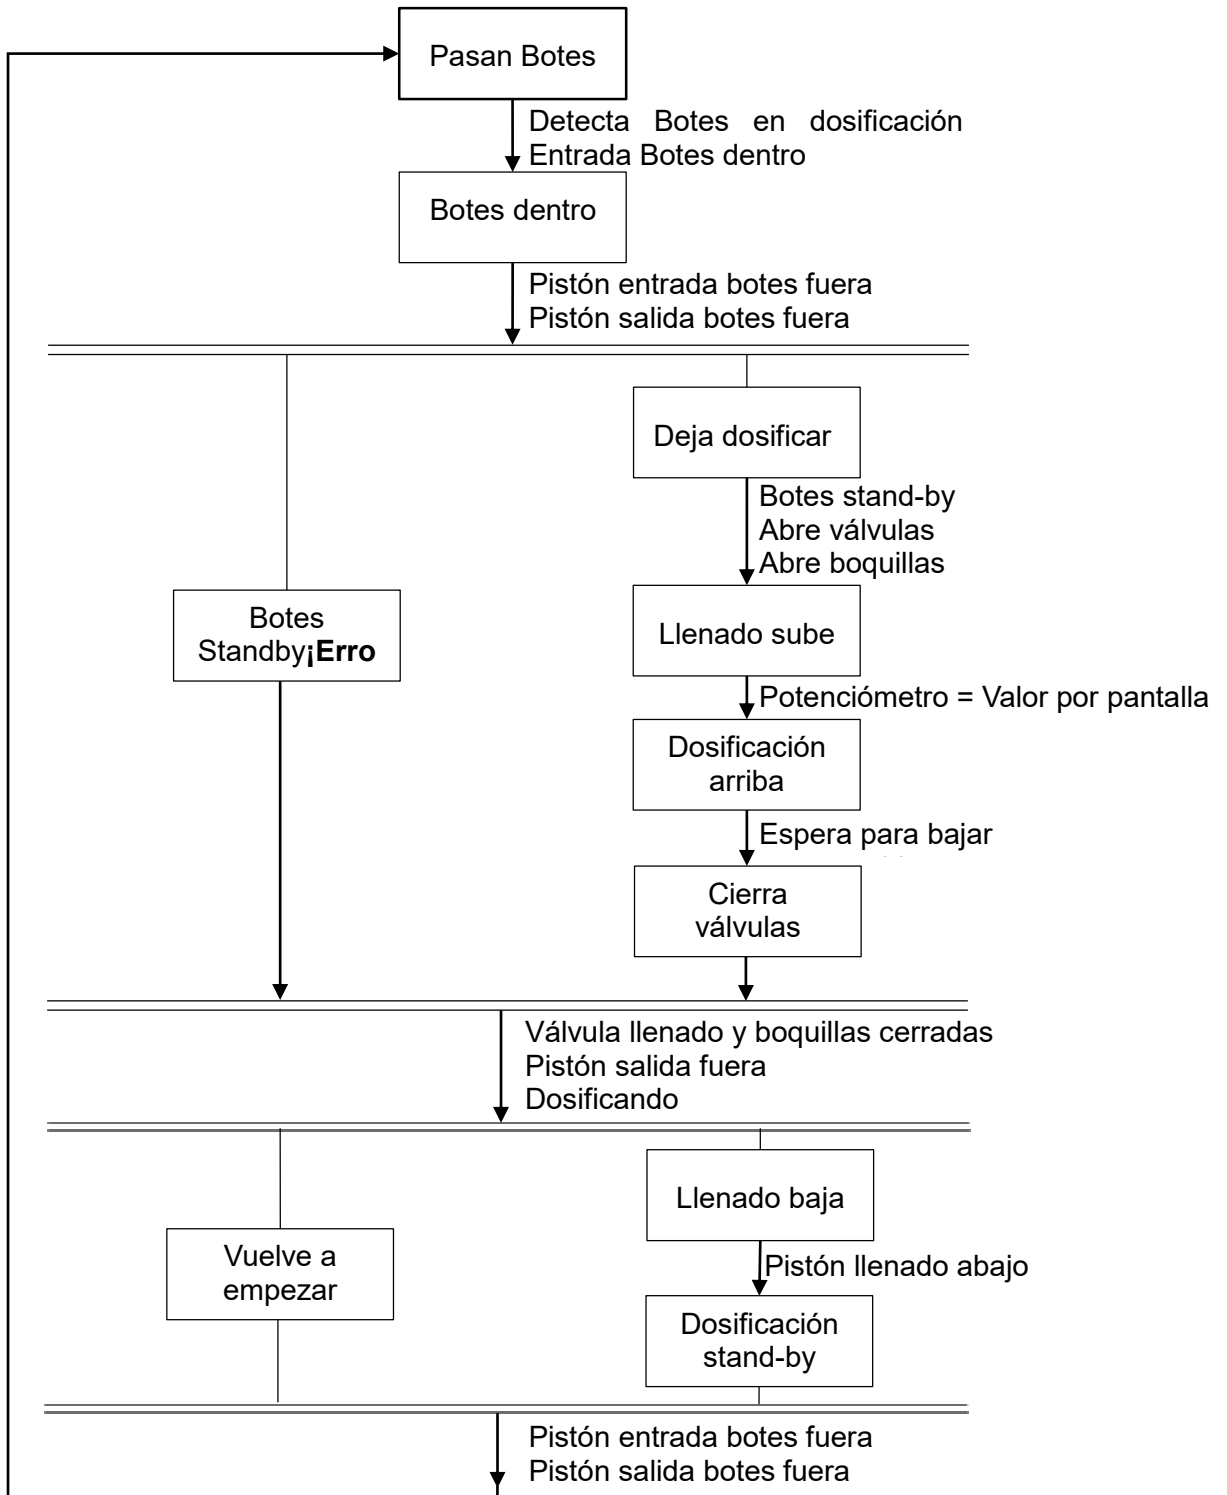 Pasan Botes
Detecta Botes en dosificación
Entrada Botes dentro
Botes dentro
Pistón entrada botes fuera
Pistón salida botes fuera
Deja dosificar
Botes stand-by
Abre válvulas
Abre boquillas
Botes
Standby¡Erro
Llenado sube
Potenciómetro = Valor por pantalla
Dosificación
arriba
Espera para bajar
Cierra
válvulas
Válvula llenado y boquillas cerradas
Pistón salida fuera
Dosificando
Llenado baja
Vuelve a
empezar
Pistón llenado abajo
Dosificación
stand-by
Pistón entrada botes fuera
Pistón salida botes fuera